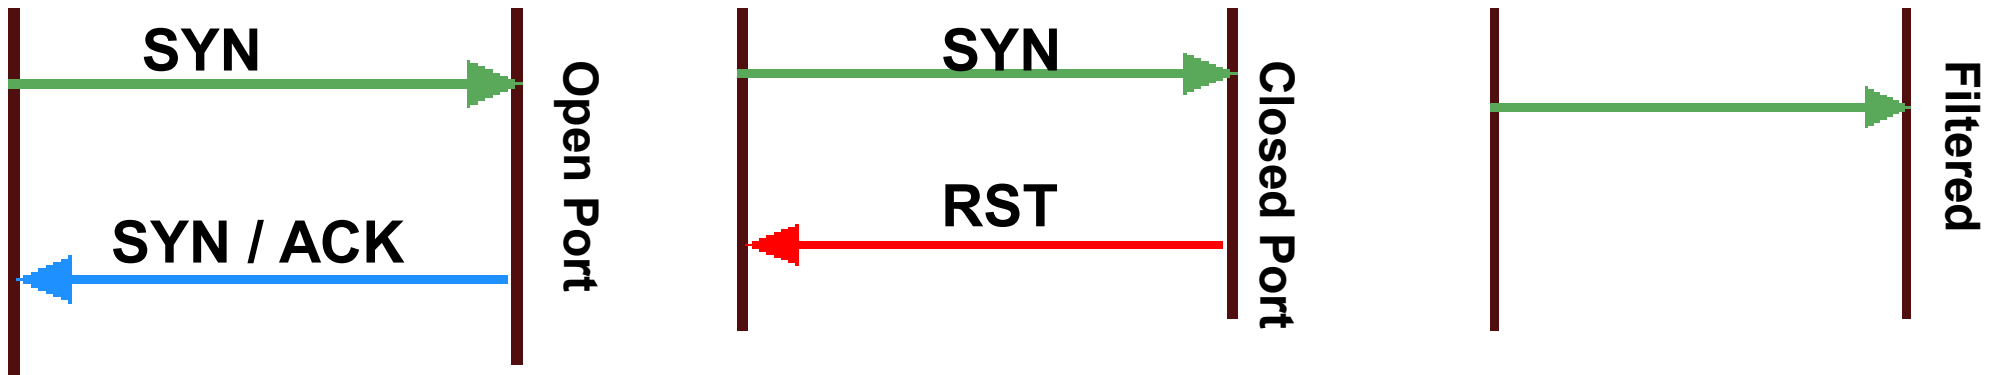 SYN
SYN / ACK
Open Port
SYN
RST
Closed Port
Filtered